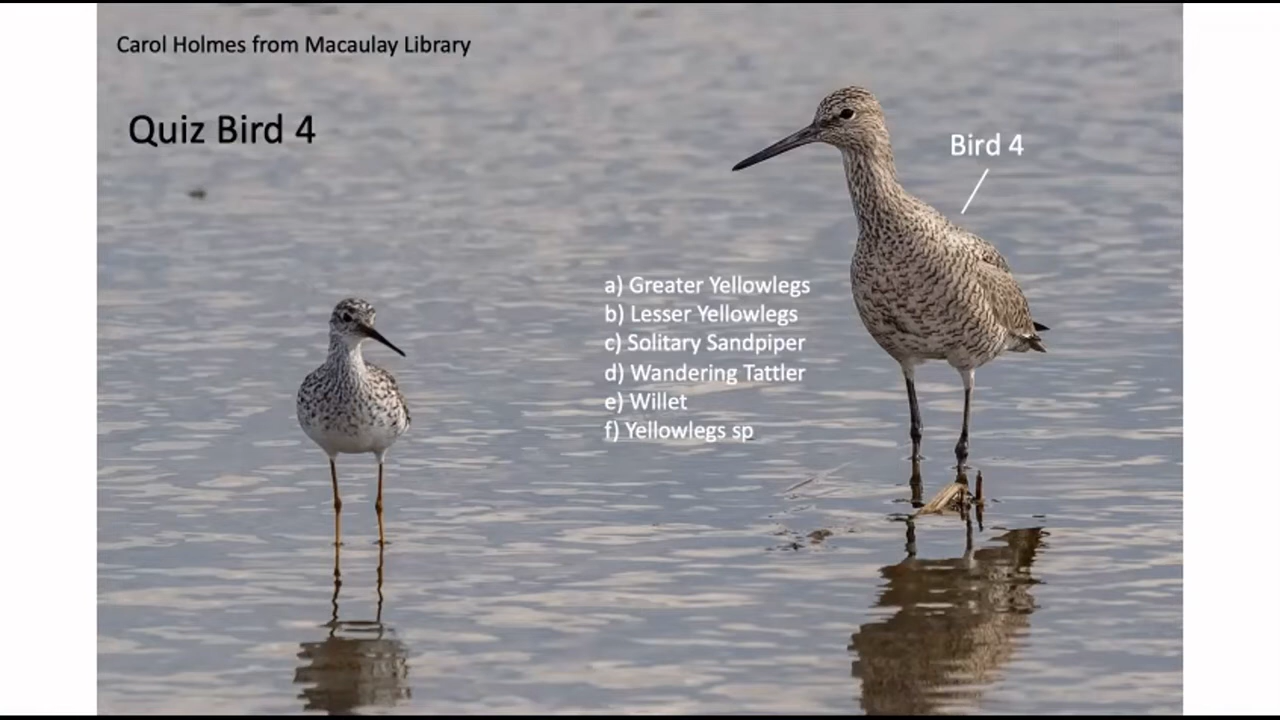 Carol Holmes from Macaulay Library
Quiz Bird 4
Bird 4
a) Greater Yellowlegs
b) Lesser Yellowlegs
c) Solitary Sandpiper
d) Wandering Tattler
e) Willet
f) Yellowlegs sp